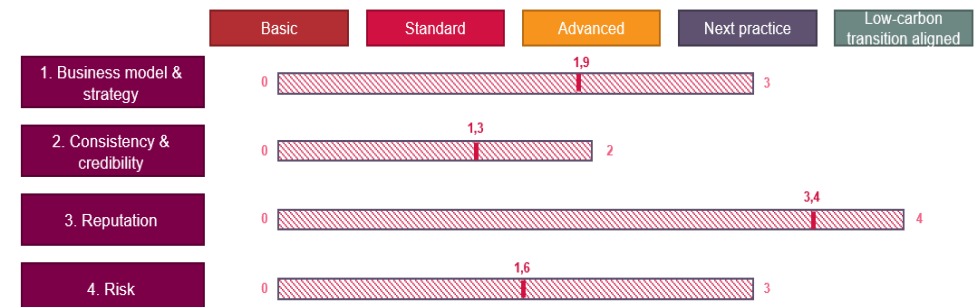 Basic
Standard
Advanced
Next practice
Low-carbon
transition aligned
1. Business model &
strategy
0
1,9
3
2. Consistency &
credibility
0
1,3
2
3. Reputation
0
3,4
4
4. Risk
0
1,6
3